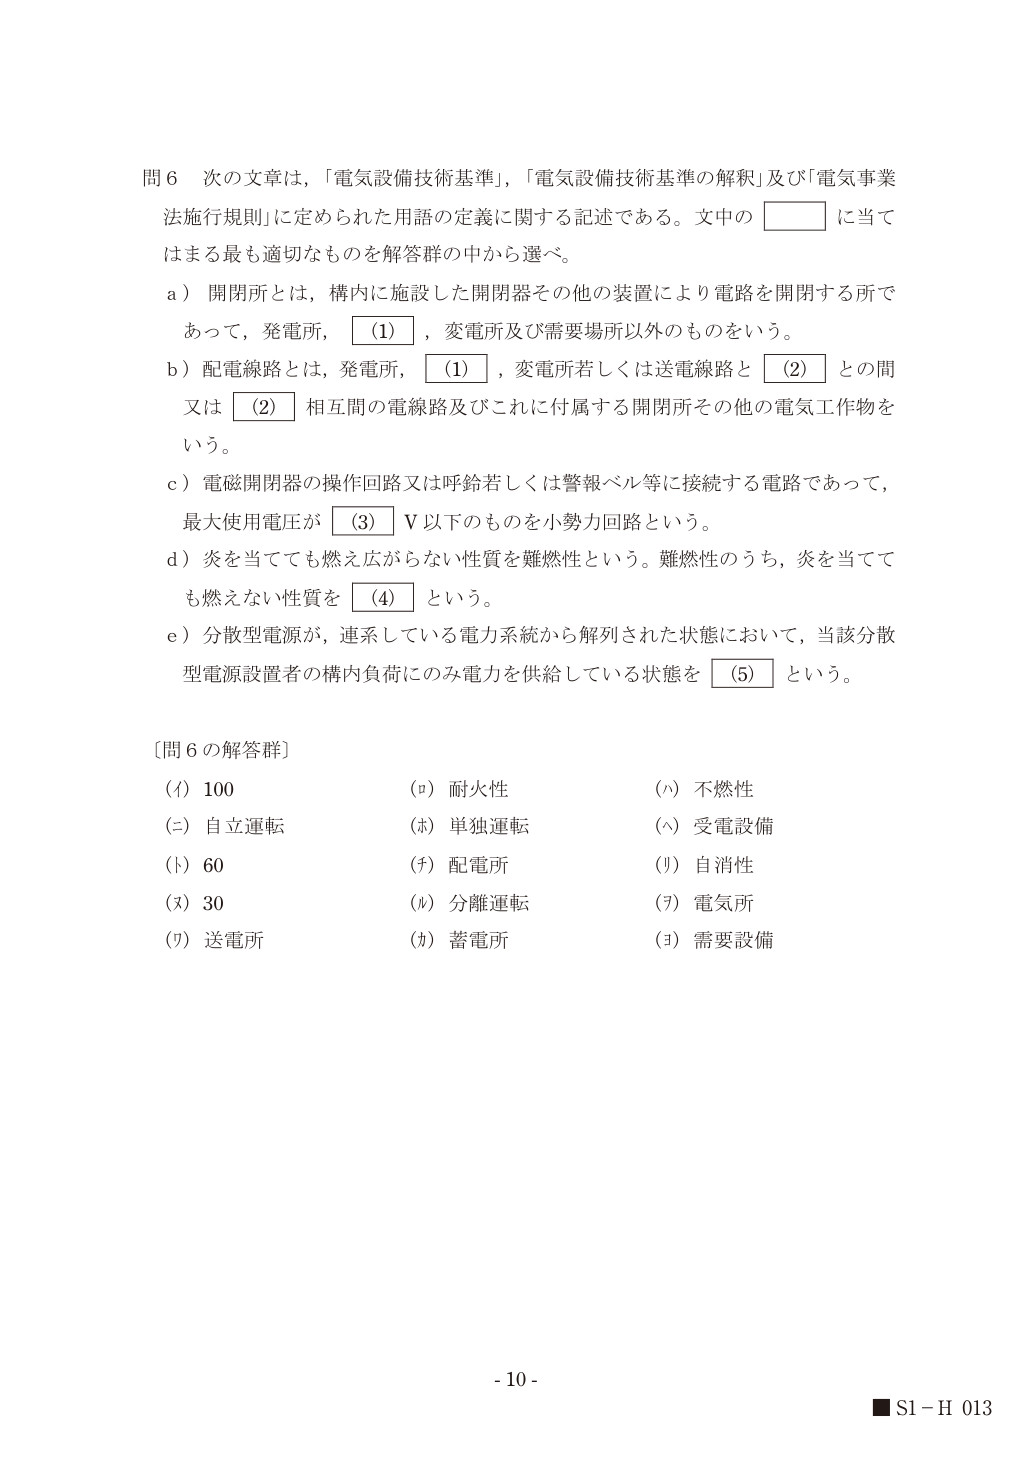 問6 次の文章は,「電気設備技術基準」,「電気設備技術基準の解釈」及び「電気事業
法施行規則」に定められた用語の定義に関する記述である。文中の に当て
はまる最も適切なものを解答群の中から選べ。
a) 開閉所とは,構内に施設した開閉器その他の装置により電路を開閉する所で
あって,発電所, (1) ,変電所及び需要場所以外のものをいう。
b) 配電線路とは,発電所, (1) ,変電所若しくは送電線路と (2) との間
又は (2) 相互間の電線路及びこれに付属する開閉所その他の電気工作物を
いう。
c) 電磁開閉器の操作回路又は呼鈴若しくは警報ベル等に接続する電路であって,
最大使用電圧が (3) V以下のものを小勢力回路という。
d) 炎を当てても燃え広がらない性質を難燃性という。難燃性のうち,炎を当てて
も燃えない性質を (4) という。
e) 分散型電源が,連系している電力系統から解列された状態において,当該分散
型電源設置者の構内負荷にのみ電力を供給している状態を (5) という。
〔問6の解答群〕
(イ) 100 (ロ) 耐火性 (ハ) 不燃性
(ニ) 自立運転 (ホ) 単独運転 (ヘ) 受電設備
(ト) 60 (チ) 配電所 (リ) 自消性
(ヌ) 30 (ル) 分離運転 (ヲ) 電気所
(ワ) 送電所 (カ) 蓄電所 (ヨ) 需要設備
- 10 -
■ S1-H 013